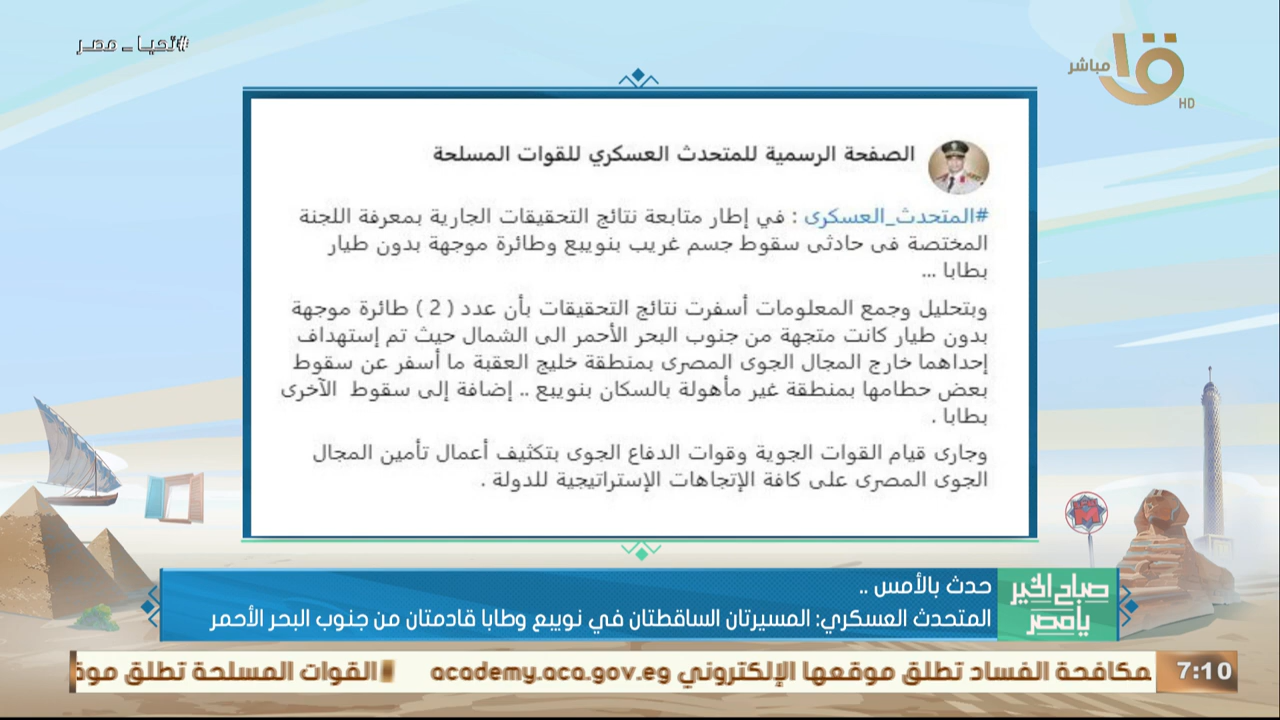 #تحيا_مصر
مباشر
HD
الصفحة الرسمية للمتحدث العسكري للقوات المسلحة
#المتحدث_العسكرى : في إطار متابعة نتائج التحقيقات الجارية بمعرفة اللجنة
المختصة فى حادثى سقوط جسم غريب بنويبع وطائرة موجهة بدون طيار
بطابا ...
وبتحليل وجمع المعلومات أسفرت نتائج التحقيقات بأن عدد ( 2 ) طائرة موجهة
بدون طيار كانت متجهة من جنوب البحر الأحمر الى الشمال حيث تم إستهداف
إحداهما خارج المجال الجوى المصرى بمنطقة خليج العقبة ما أسفر عن سقوط
بعض حطامها بمنطقة غير مأهولة بالسكان بنويبع .. إضافة إلى سقوط الآخرى
بطابا .
وجارى قيام القوات الجوية وقوات الدفاع الجوى بتكثيف أعمال تأمين المجال
الجوى المصرى على كافة الإتجاهات الإستراتيجية للدولة .
صباح الخير
يا مصر
حدث بالأمس ..
المتحدث العسكري: المسيرتان الساقطتان في نويبع وطابا قادمتان من جنوب البحر الأحمر
7:10
مكافحة الفساد تطلق موقعها الإلكتروني academy.aca.gov.eg القوات المسلحة تطلق موق